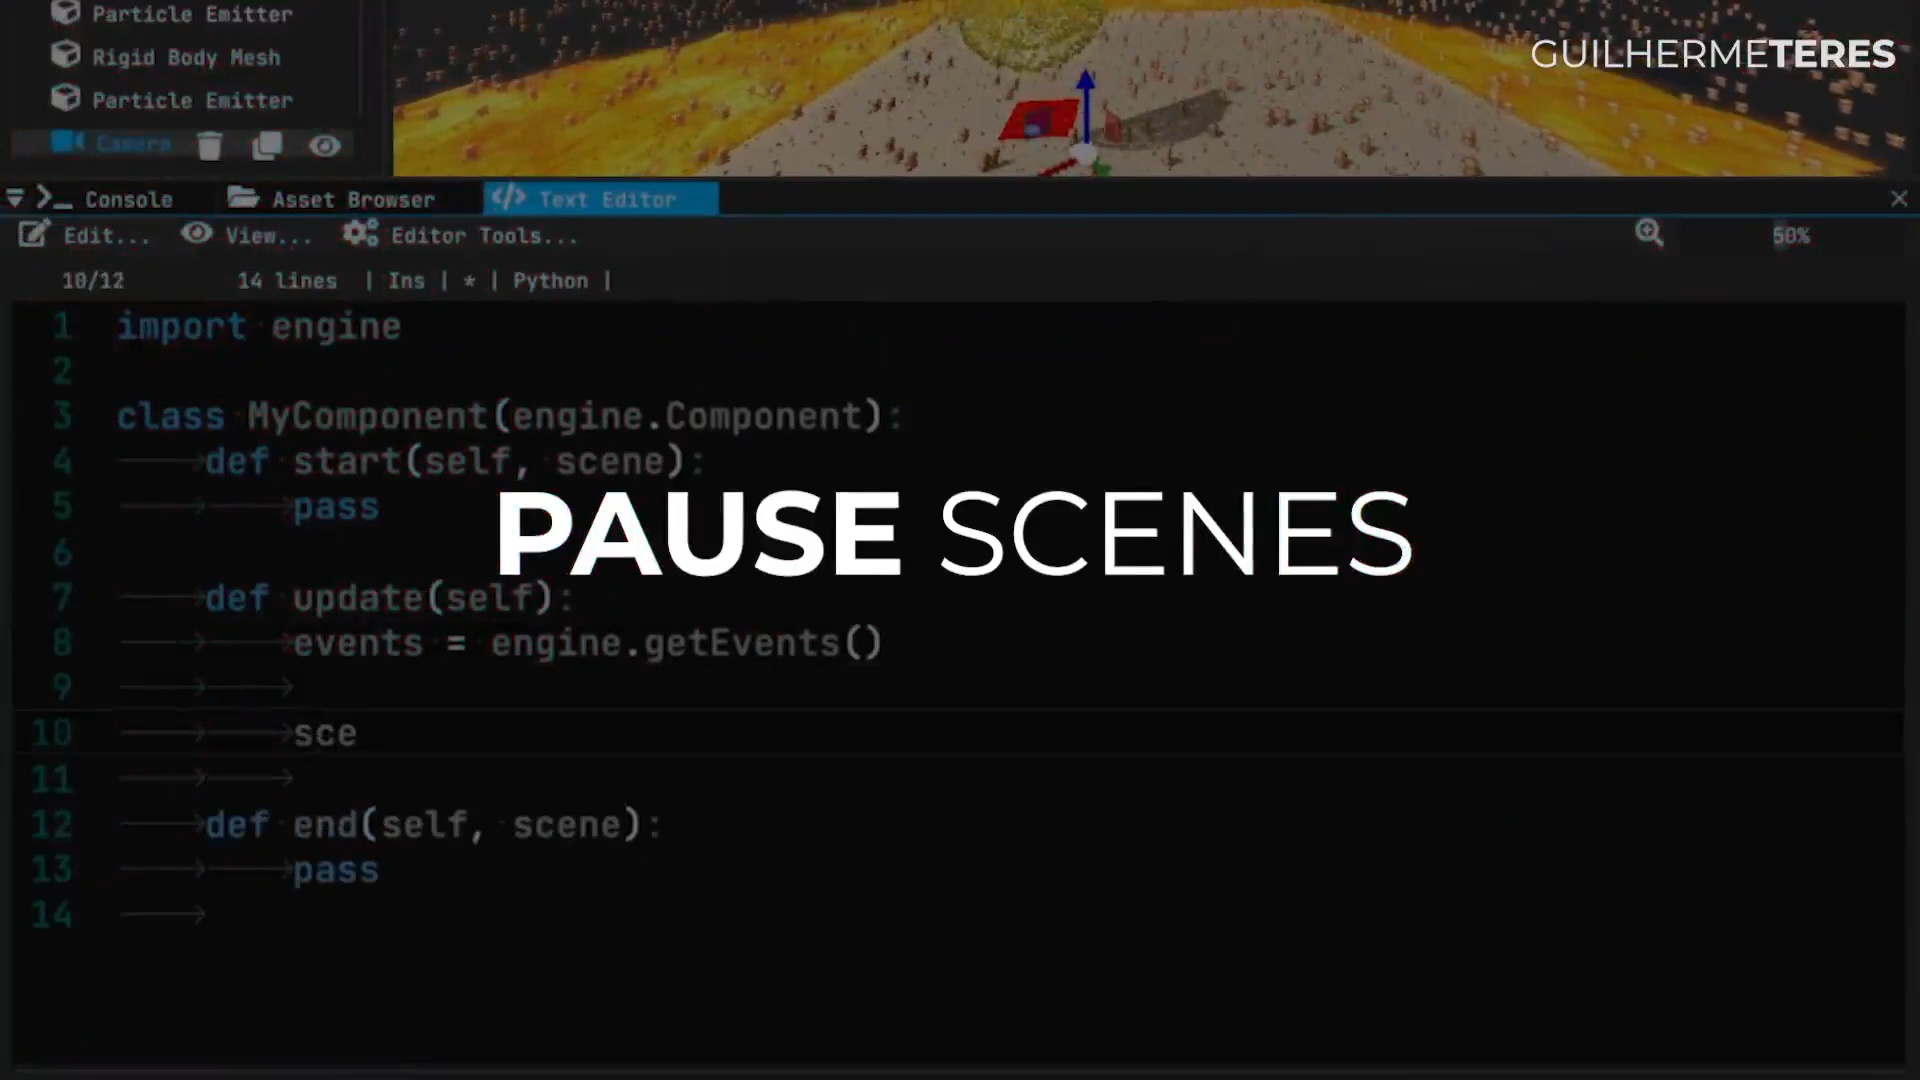 Particle Emitter
Rigid Body Mesh
Particle Emitter
Camera
GUILHERMETERES
Console Asset Browser Text Editor
Edit... View... Editor Tools... 50%
10/12 14 lines | Ins | * | Python |
1 import engine
2
3 class MyComponent(engine.Component):
4 def start(self, scene):
5 pass
PAUSE SCENES
6
7 def update(self):
8 events = engine.getEvents()
9
10 sce
11
12 def end(self, scene):
13 pass
14